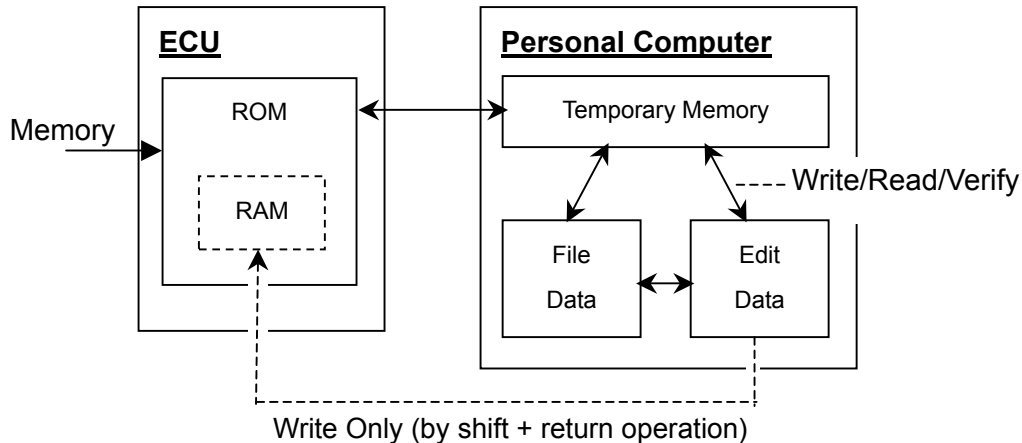 ECU
Personal Computer
ROM
Temporary Memory
Memory
RAM
Write/Read/Verify
File
Data
Edit
Data
Write Only (by shift + return operation)